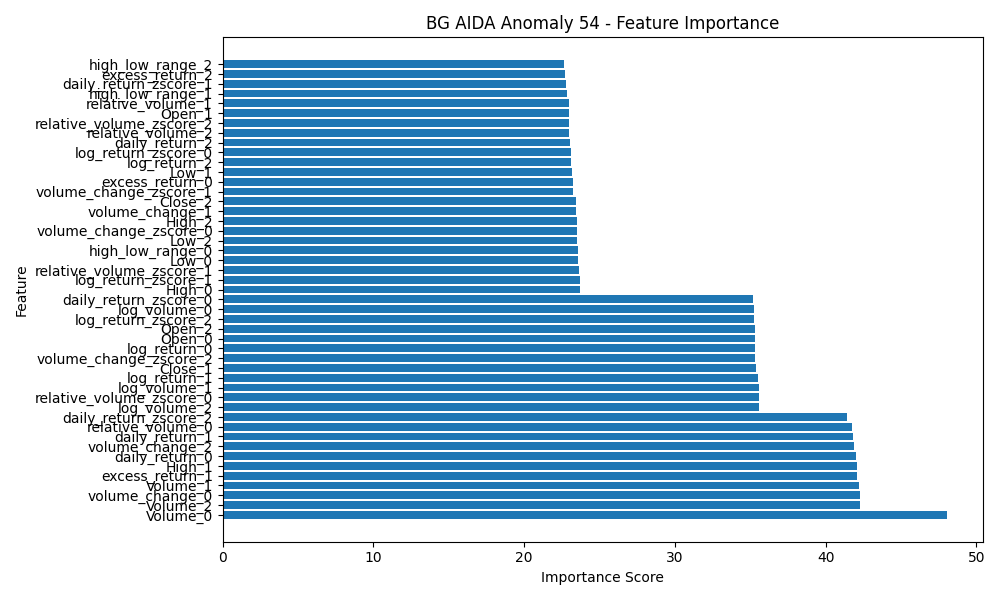 BG AIDA Anomaly 54 - Feature Importance
high_low_range_2
excess_return_2
daily_return_zscore_1
high_low_range_1
relative_volume_1
Open_1
relative_volume_zscore_2
relative_volume_2
daily_return_2
log_return_zscore_0
log_return_2
Low_1
excess_return_0
volume_change_zscore_1
Close_2
volume_change_1
High_2
volume_change_zscore_0
Low_2
high_low_range_0
Low_0
relative_volume_zscore_1
log_return_zscore_1
High_0
daily_return_zscore_0
log_volume_0
log_return_zscore_2
Open_2
Open_0
log_return_0
volume_change_zscore_2
Close_1
log_return_1
log_volume_1
relative_volume_zscore_0
log_volume_2
daily_return_zscore_2
relative_volume_0
daily_return_1
volume_change_2
daily_return_0
High_1
excess_return_1
Volume_1
volume_change_0
Volume_2
Volume_0
Feature
0 10 20 30 40 50
Importance Score